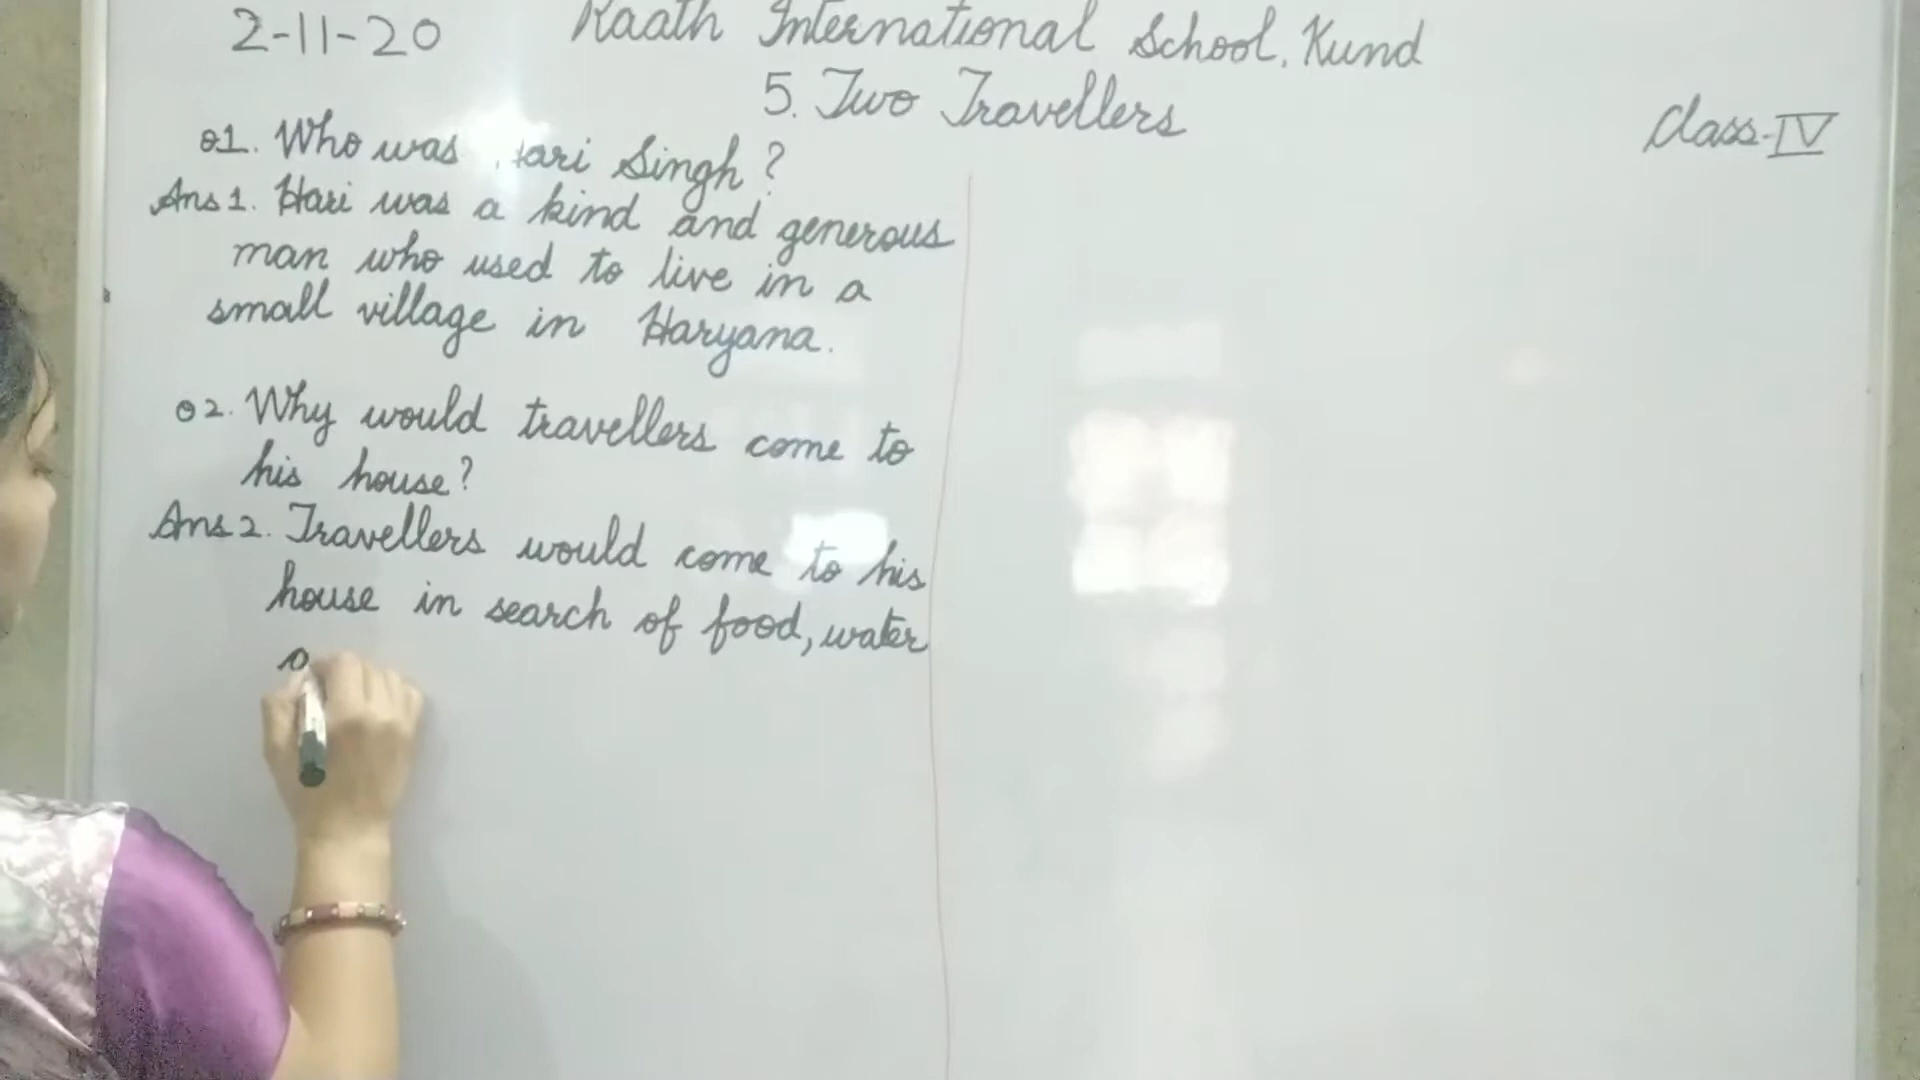 2-11-20
Raath International School, Kund
5. Two Travellers
Class-IV
Q1. Who was Hari Singh?
Ans 1. Hari was a kind and generous
man who used to live in a
small village in Haryana.
Q2. Why would travellers come to
his house?
Ans 2. Travellers would come to his
house in search of food, water